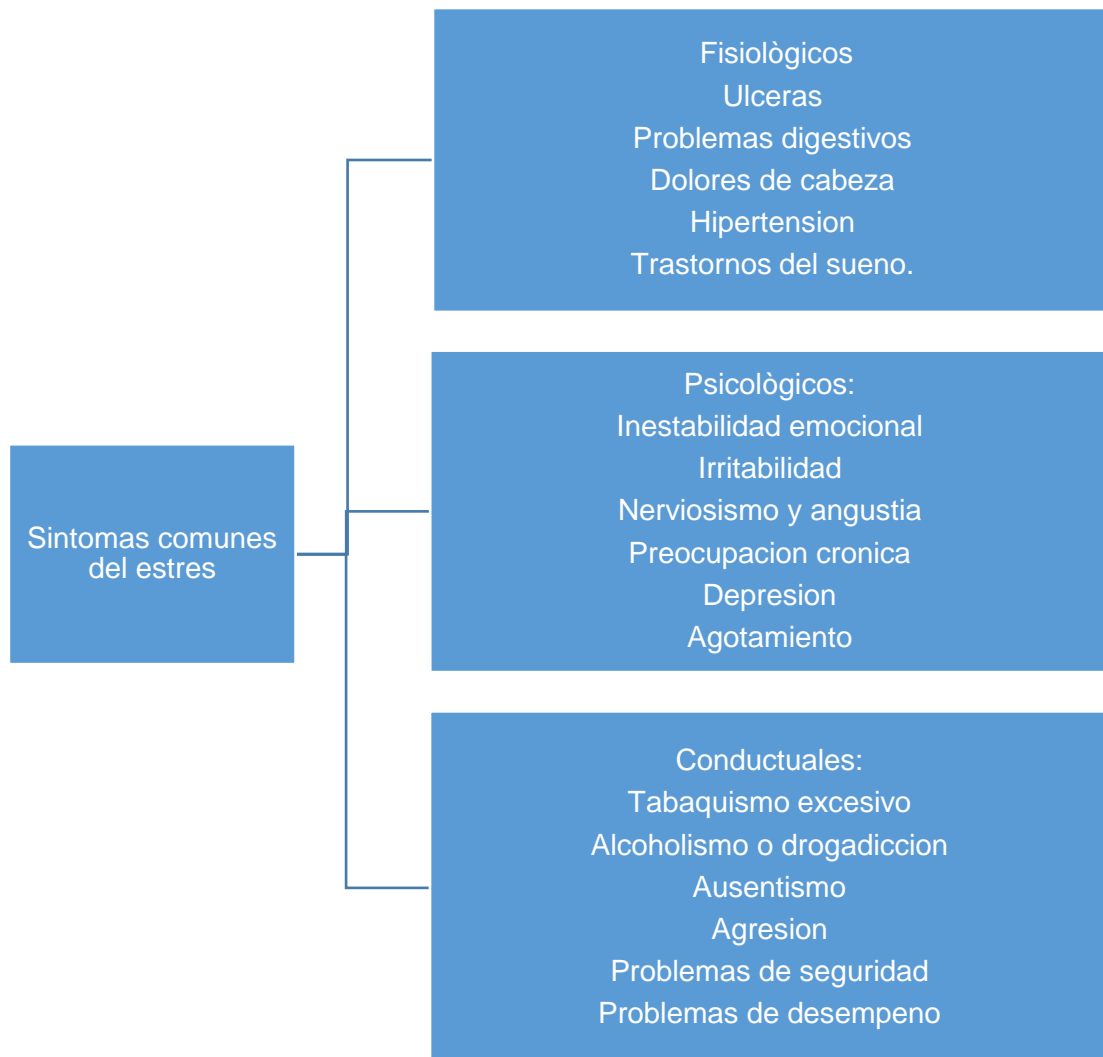 Sintomas comunes
del estres
Fisiològicos
Ulceras
Problemas digestivos
Dolores de cabeza
Hipertension
Trastornos del sueno.
Psicològicos:
Inestabilidad emocional
Irritabilidad
Nerviosismo y angustia
Preocupacion cronica
Depresion
Agotamiento
Conductuales:
Tabaquismo excesivo
Alcoholismo o drogadiccion
Ausentismo
Agresion
Problemas de seguridad
Problemas de desempeno